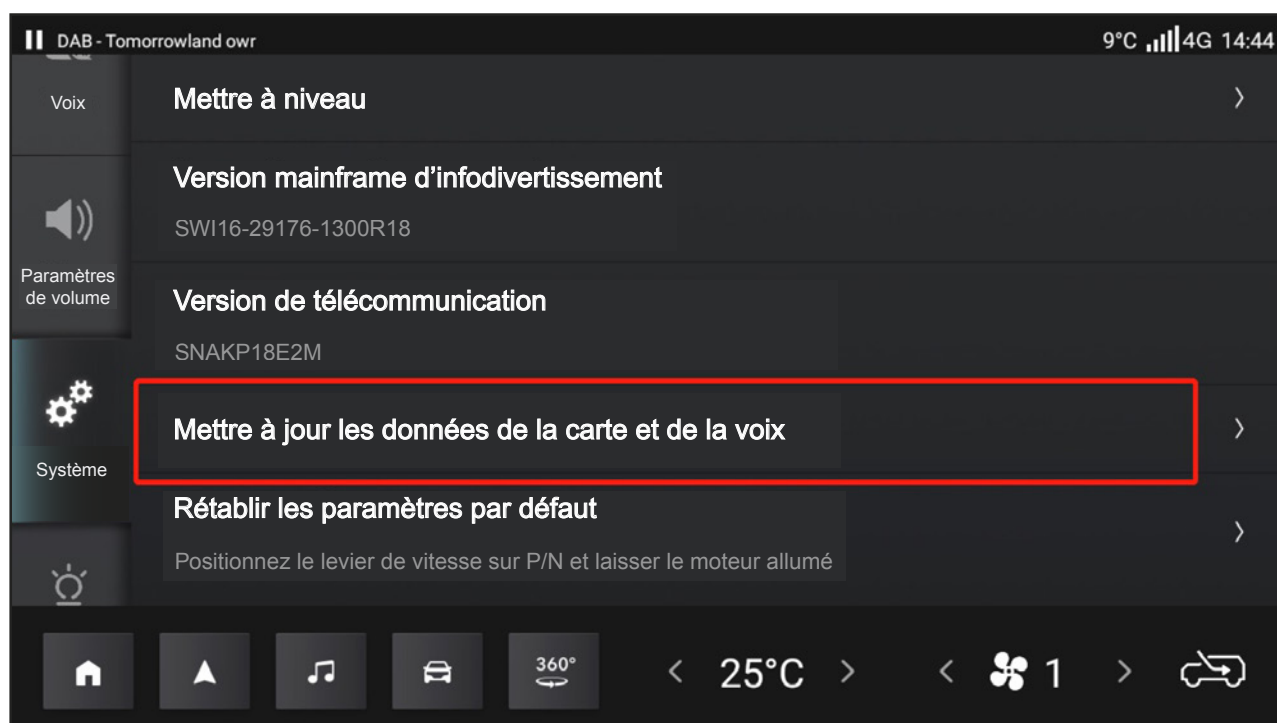 DAB - Tomorrowland owr
9°C 4G 14:44
Voix
Mettre à niveau
Version mainframe d'infodivertissement
SWI16-29176-1300R18
Paramètres
de volume
Version de télécommunication
SNAKP18E2M
Mettre à jour les données de la carte et de la voix
Système
Rétablir les paramètres par défaut
Positionnez le levier de vitesse sur P/N et laisser le moteur allumé
360°
25°C
1